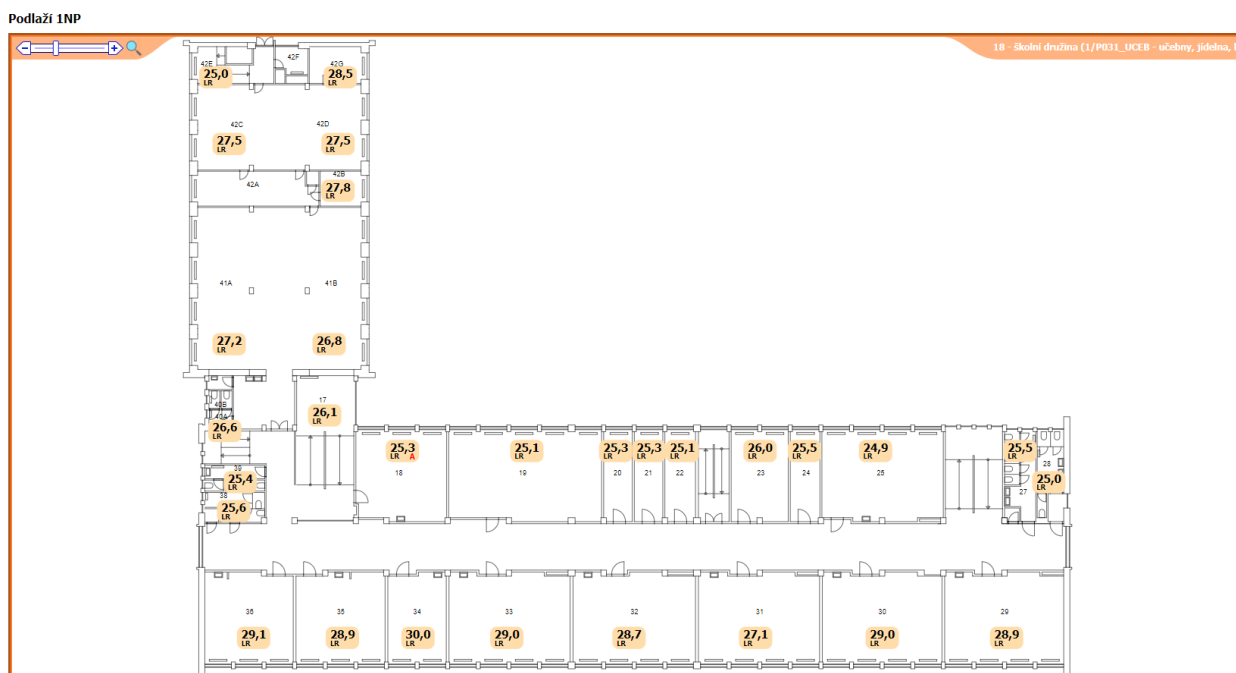 Podlaží 1NP
18 - školní družina (1/P031_UCEB - učebny, jídelna,
42E
42F
42G
25,0
LR
28,5
LR
42C
42D
27,5
LR
27,5
LR
42A
42B
27,8
LR
41A
41B
27,2
LR
26,8
LR
17
26,1
LR
40B
40A
26,6
LR
39
25,4
LR
38
25,6
LR
25,3
LR A
18
25,1
LR
19
25,3
LR
20
25,3
LR
21
25,1
LR
22
26,0
LR
23
25,5
LR
24
24,9
LR
25
25,5
LR
27
28
25,0
LR
36
29,1
LR
35
28,9
LR
34
30,0
LR
33
29,0
LR
32
28,7
LR
31
27,1
LR
30
29,0
LR
29
28,9
LR